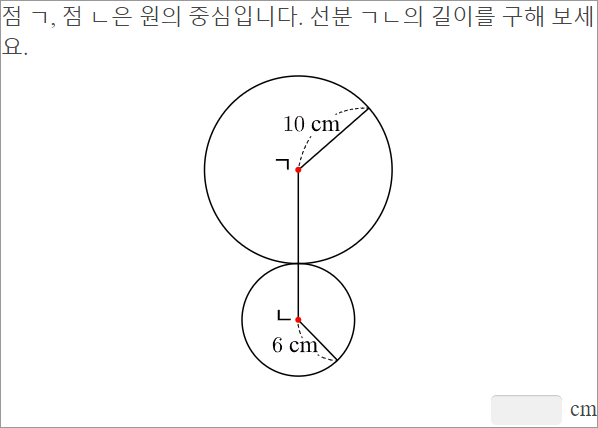 점 ㄱ, 점 ㄴ은 원의 중심입니다. 선분 ㄱㄴ의 길이를 구해 보세
요.
10 cm
ㄱ
ㄴ
6 cm
cm